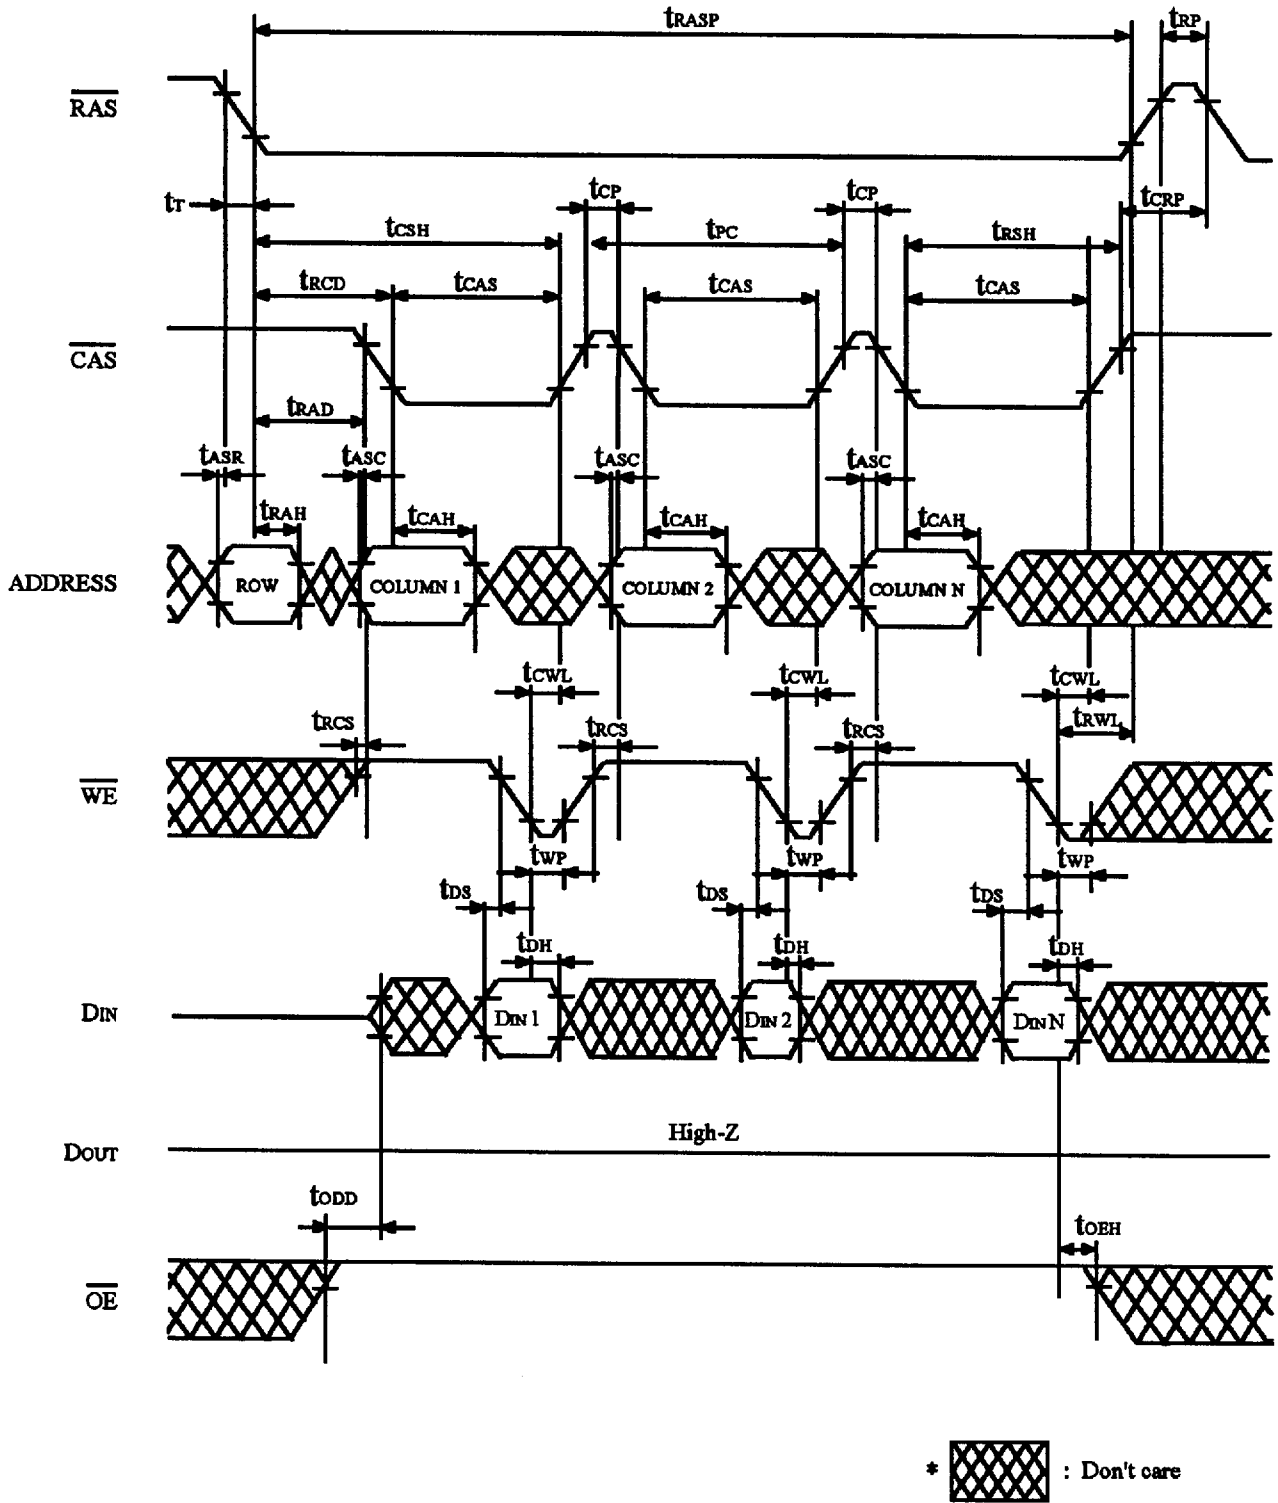 tRASP tRP
RAS
tT tCP tCP tCRP
tCSH tPC tRSH
tRCD tCAS tCAS tCAS
CAS
tRAD
tASR tASC tASC tASC
tRAH tCAH tCAH tCAH
ADDRESS ROW COLUMN 1 COLUMN 2 COLUMN N
tCWL tCWL tCWL
tRCS tRCS tRCS tRWL
WE
tWP tWP tWP
tDS tDS tDS
tDH tDH tDH
DIN DIN 1 DIN 2 DIN N
High-Z
DOUT
tODD tOEH
OE
* : Don't care